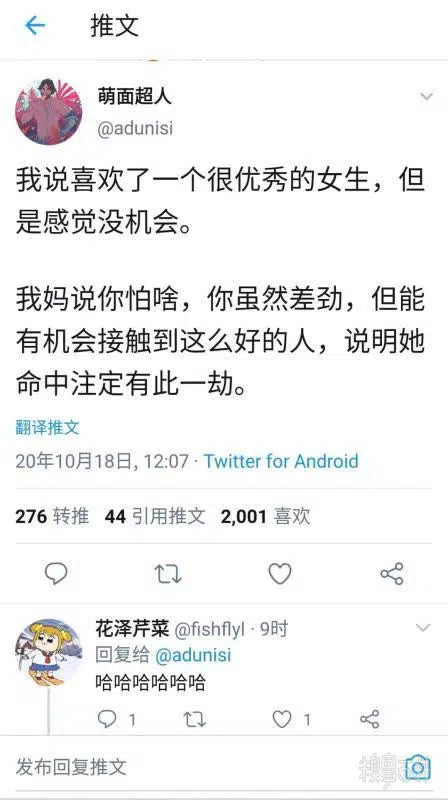 推文
萌面超人
@adunisi
我说喜欢了一个很优秀的女生，但
是感觉没机会。
我妈说你怕啥，你虽然差劲，但能
有机会接触到这么好的人，说明她
命中注定有此一劫。
翻译推文
20年10月18日, 12:07 · Twitter for Android
276 转推 44 引用推文 2,001 喜欢
花泽芹菜 @fishflyl · 9时
回复给 @adunisi
哈哈哈哈哈哈
1 1
发布回复推文